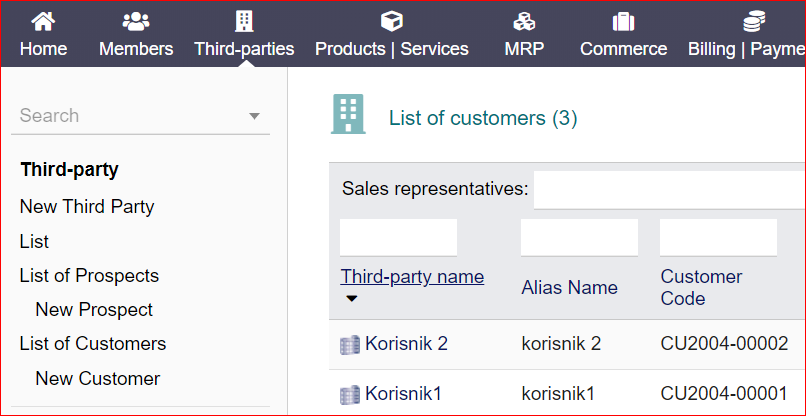 Home Members Third-parties Products | Services MRP Commerce Billing | Payme
Search
Third-party
New Third Party
List
List of Prospects
New Prospect
List of Customers
New Customer
List of customers (3)
Sales representatives:
Third-party name Alias Name Customer
Code
Korisnik 2 korisnik 2 CU2004-00002
Korisnik1 korisnik1 CU2004-00001